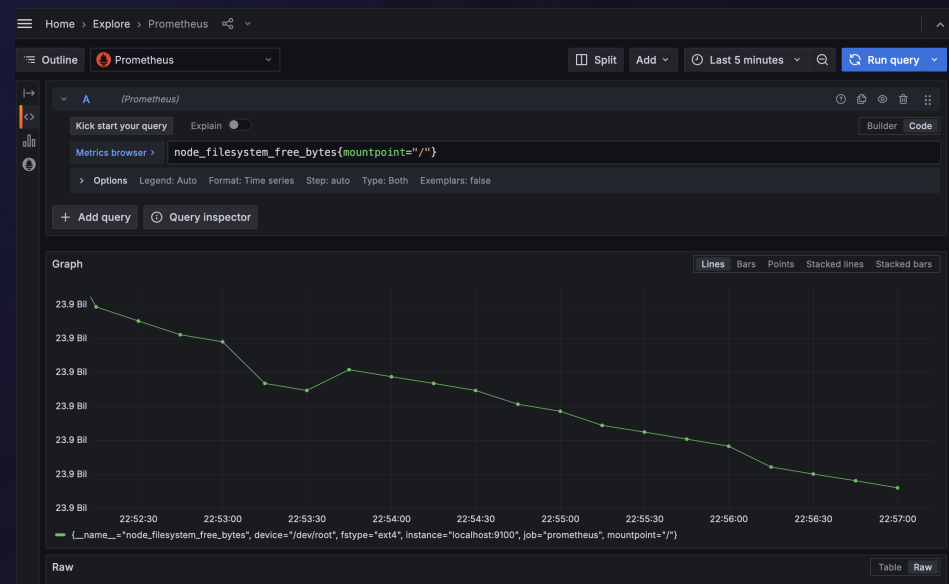 Home › Explore › Prometheus
Outline
Prometheus
Split
Add
Last 5 minutes
Run query
A
(Prometheus)
Kick start your query
Explain
Builder
Code
Metrics browser >
node_filesystem_free_bytes{mountpoint="/"}
> Options Legend: Auto Format: Time series Step: auto Type: Both Exemplars: false
+ Add query
Query inspector
Graph
Lines Bars Points Stacked lines Stacked bars
23.9 Bil
23.9 Bil
23.9 Bil
23.9 Bil
23.9 Bil
23.9 Bil
23.9 Bil
22:52:30 22:53:00 22:53:30 22:54:00 22:54:30 22:55:00 22:55:30 22:56:00 22:56:30 22:57:00
{__name__="node_filesystem_free_bytes", device="/dev/root", fstype="ext4", instance="localhost:9100", job="prometheus", mountpoint="/"}
Raw
Table Raw